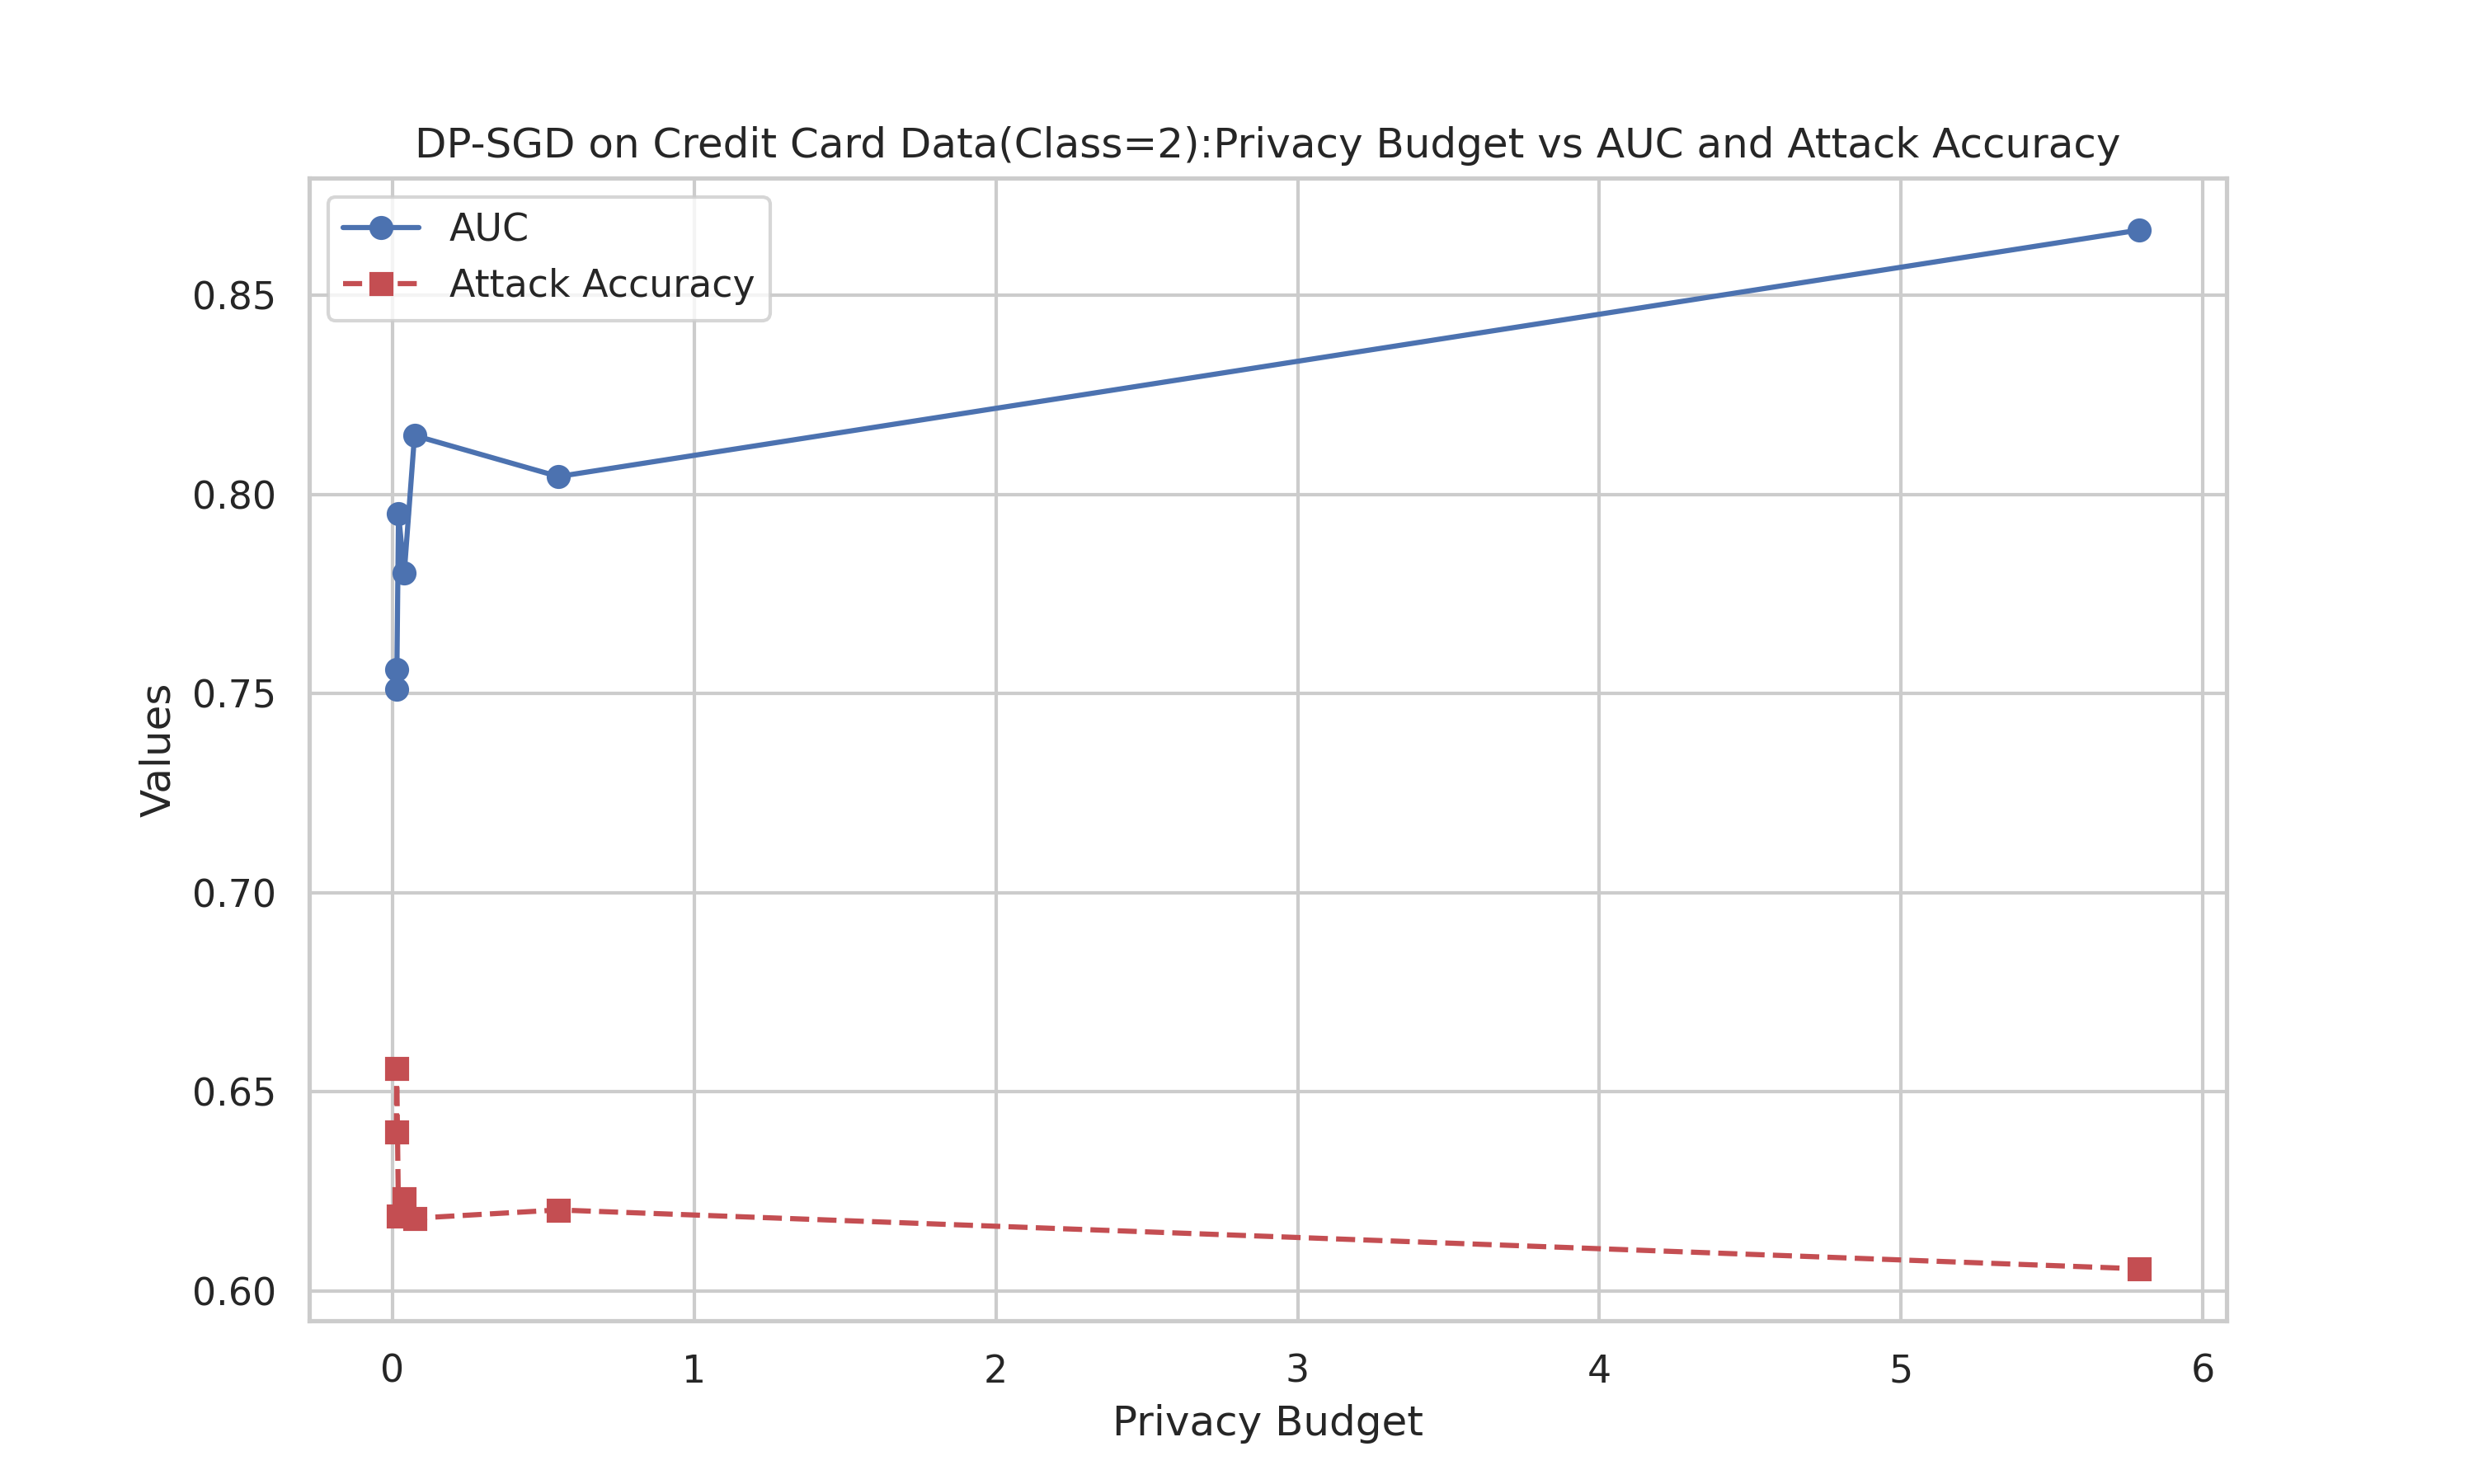 DP-SGD on Credit Card Data(Class=2):Privacy Budget vs AUC and Attack Accuracy
AUC
Attack Accuracy
0.85
0.80
0.75
0.70
0.65
0.60
Values
0 1 2 3 4 5 6
Privacy Budget